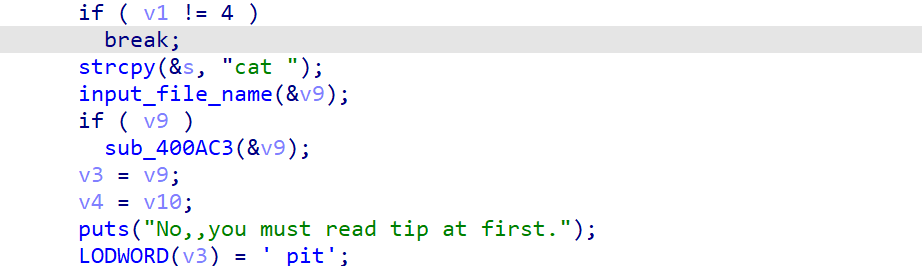 if ( v1 != 4 )
break;
strcpy(&s, "cat ");
input_file_name(&v9);
if ( v9 )
sub_400AC3(&v9);
v3 = v9;
v4 = v10;
puts("No,,you must read tip at first.");
LODWORD(v3) = ' pit';